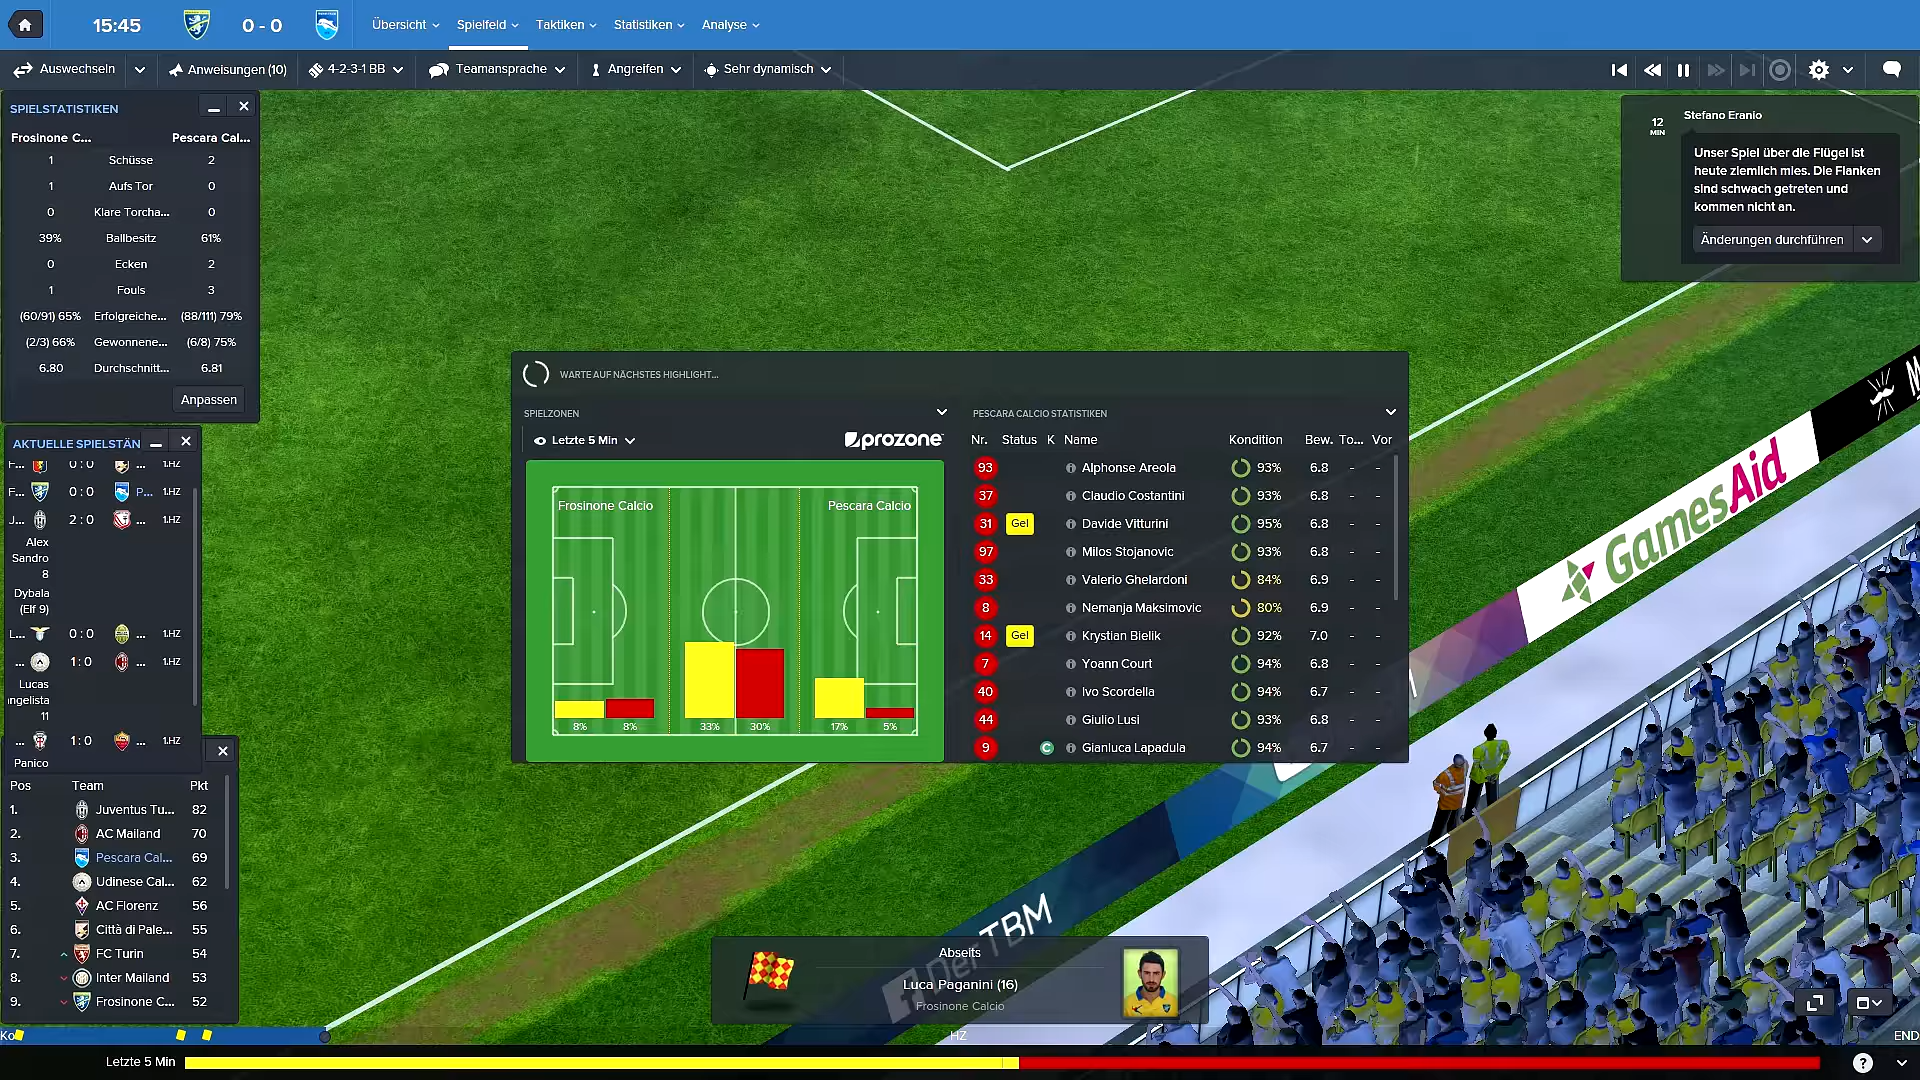 15:45
0 - 0
Übersicht
Spielfeld
Taktiken
Statistiken
Analyse
Auswechseln
Anweisungen (10)
4-2-3-1 BB
Teamansprache
Angreifen
Sehr dynamisch
SPIELSTATISTIKEN
Frosinone C... Pescara Cal...
1 Schüsse 2
1 Aufs Tor 0
0 Klare Torcha... 0
39% Ballbesitz 61%
0 Ecken 2
1 Fouls 3
(60/91) 65% Erfolgreiche... (88/111) 79%
(2/3) 66% Gewonnene... (6/8) 75%
6.80 Durchschnitt... 6.81
Anpassen
12
MIN
Stefano Eranio
Unser Spiel über die Flügel ist
heute ziemlich mies. Die Flanken
sind schwach getreten und
kommen nicht an.
Änderungen durchführen
AKTUELLE SPIELSTÄN
F... 0 : 0 ... 1.HZ
F... 0 : 0 P... 1.HZ
J... 2 : 0 ... 1.HZ
Alex
Sandro
8
Dybala
(Elf 9)
L... 0 : 0 ... 1.HZ
... 1 : 0 ... 1.HZ
Lucas
angelista
11
... 1 : 0 ... 1.HZ
Panico
Pos Team Pkt
1. Juventus Tu... 82
2. AC Mailand 70
3. Pescara Cal... 69
4. Udinese Cal... 62
5. AC Florenz 56
6. Città di Pale... 55
7. FC Turin 54
8. Inter Mailand 53
9. Frosinone C... 52
WARTE AUF NÄCHSTES HIGHLIGHT...
SPIELZONEN
Letzte 5 Min
prozone
Frosinone Calcio
Pescara Calcio
8% 8% 33% 30% 17% 5%
PESCARA CALCIO STATISTIKEN
Nr. Status K Name Kondition Bew. To... Vor
93 Alphonse Areola 93% 6.8 - -
37 Claudio Costantini 93% 6.8 - -
31 Gel Davide Vitturini 95% 6.8 - -
97 Milos Stojanovic 93% 6.8 - -
33 Valerio Ghelardoni 84% 6.9 - -
8 Nemanja Maksimovic 80% 6.9 - -
14 Gel Krystian Bielik 92% 7.0 - -
7 Yoann Court 94% 6.8 - -
40 Ivo Scordella 94% 6.7 - -
44 Giulio Lusi 93% 6.8 - -
9 C Gianluca Lapadula 94% 6.7 - -
GamesAid
Der TBM
Abseits
Luca Paganini (16)
Frosinone Calcio
Ko
HZ
END
Letzte 5 Min
?